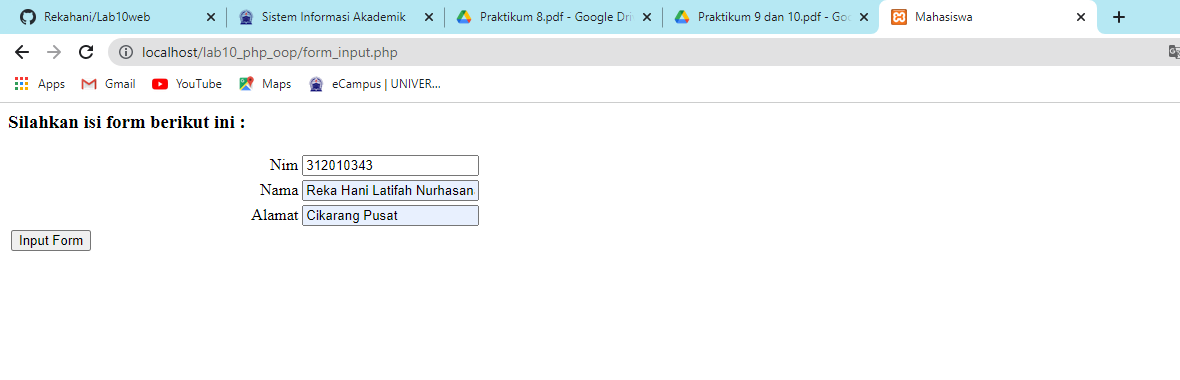 Rekahani/Lab10web
Sistem Informasi Akademik
Praktikum 8.pdf - Google Dri
Praktikum 9 dan 10.pdf - Goo
Mahasiswa
localhost/lab10_php_oop/form_input.php
Apps
Gmail
YouTube
Maps
eCampus | UNIVER...
Silahkan isi form berikut ini :
Nim 312010343
Nama Reka Hani Latifah Nurhasan
Alamat Cikarang Pusat
Input Form